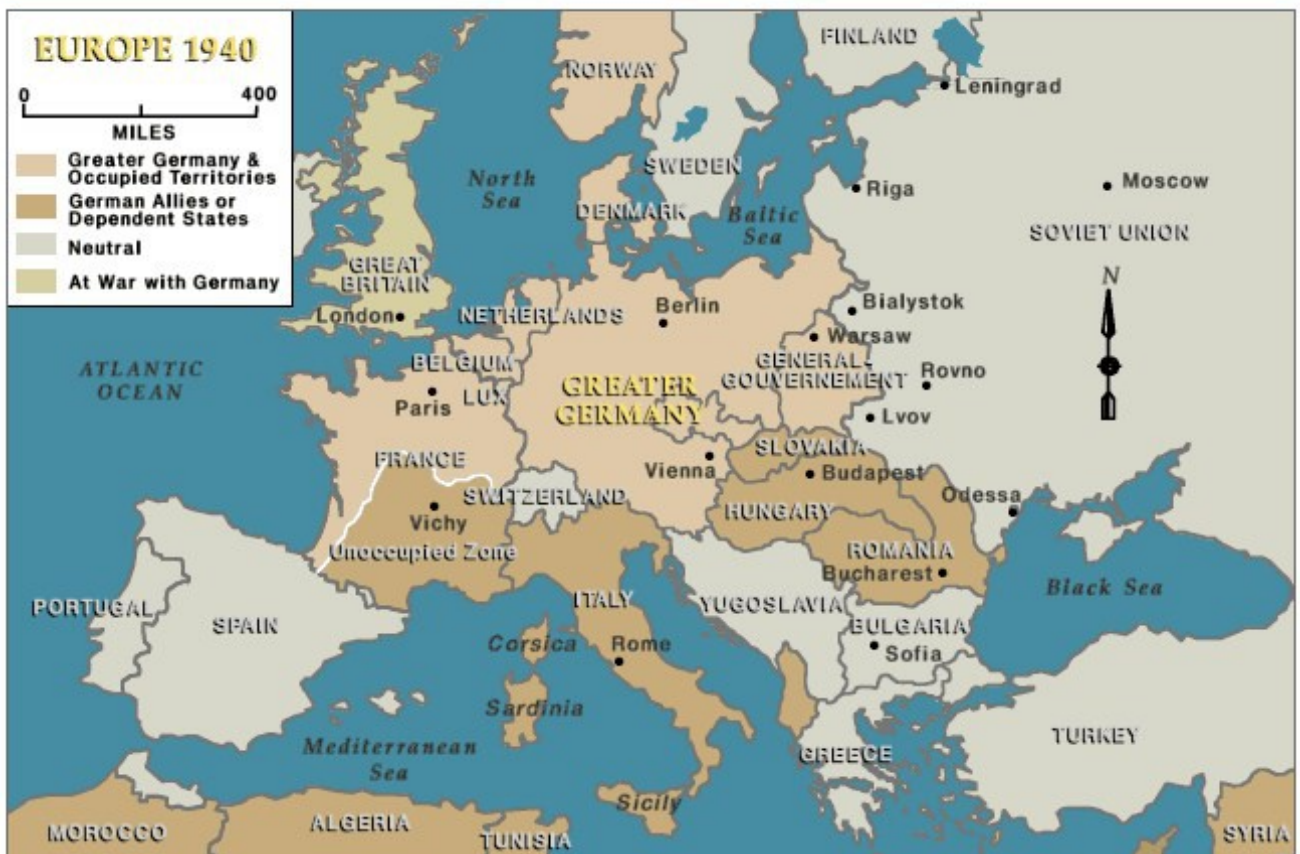 EUROPE 1940
0 400
MILES
Greater Germany &
Occupied Territories
German Allies or
Dependent States
Neutral
At War with Germany
FINLAND
NORWAY
Leningrad
SWEDEN
North
Sea
Riga
Moscow
DENMARK
Baltic
Sea
SOVIET UNION
N
GREAT
BRITAIN
London
NETHERLANDS
Berlin
Bialystok
Warsaw
ATLANTIC
OCEAN
BELGIUM
GENERAL-
GOUVERNEMENT
Rovno
GREATER
GERMANY
Paris
LUX
Lvov
SLOVAKIA
FRANCE
Vienna
Budapest
SWITZERLAND
Odessa
Vichy
HUNGARY
Unoccupied Zone
ROMANIA
Bucharest
Black Sea
PORTUGAL
SPAIN
ITALY
YUGOSLAVIA
BULGARIA
Sofia
Corsica
Rome
Sardinia
Mediterranean
Sea
GREECE
TURKEY
Sicily
MOROCCO
ALGERIA
TUNISIA
SYRIA